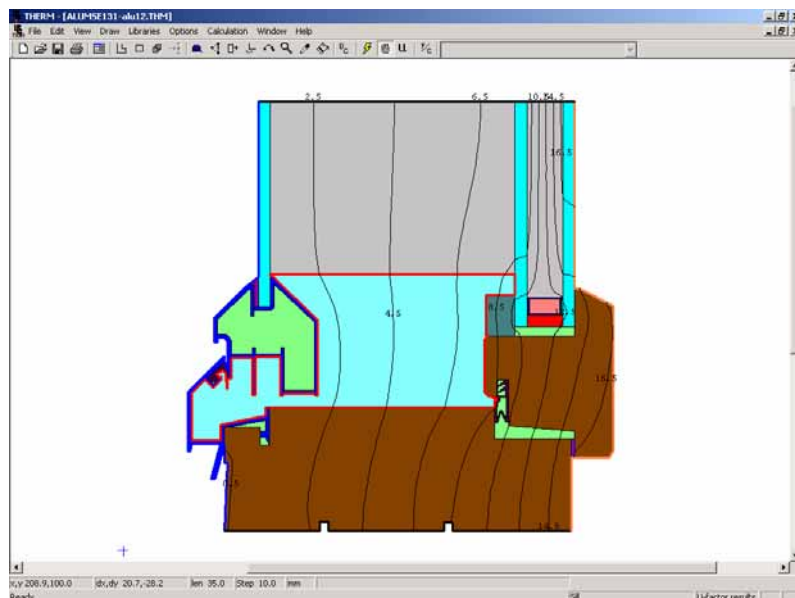 THERM - [ALUMSE131-alu12.THM]
File Edit View Draw Libraries Options Calculation Window Help
2.5 6.5 10.5 14.5
16.5
4.5
8.5
16.5
0.5
14.5
x,y 208.9,100.0 dx,dy 20.7,-28.2 len 35.0 Step 10.0 mm
Ready Sill U-factor results